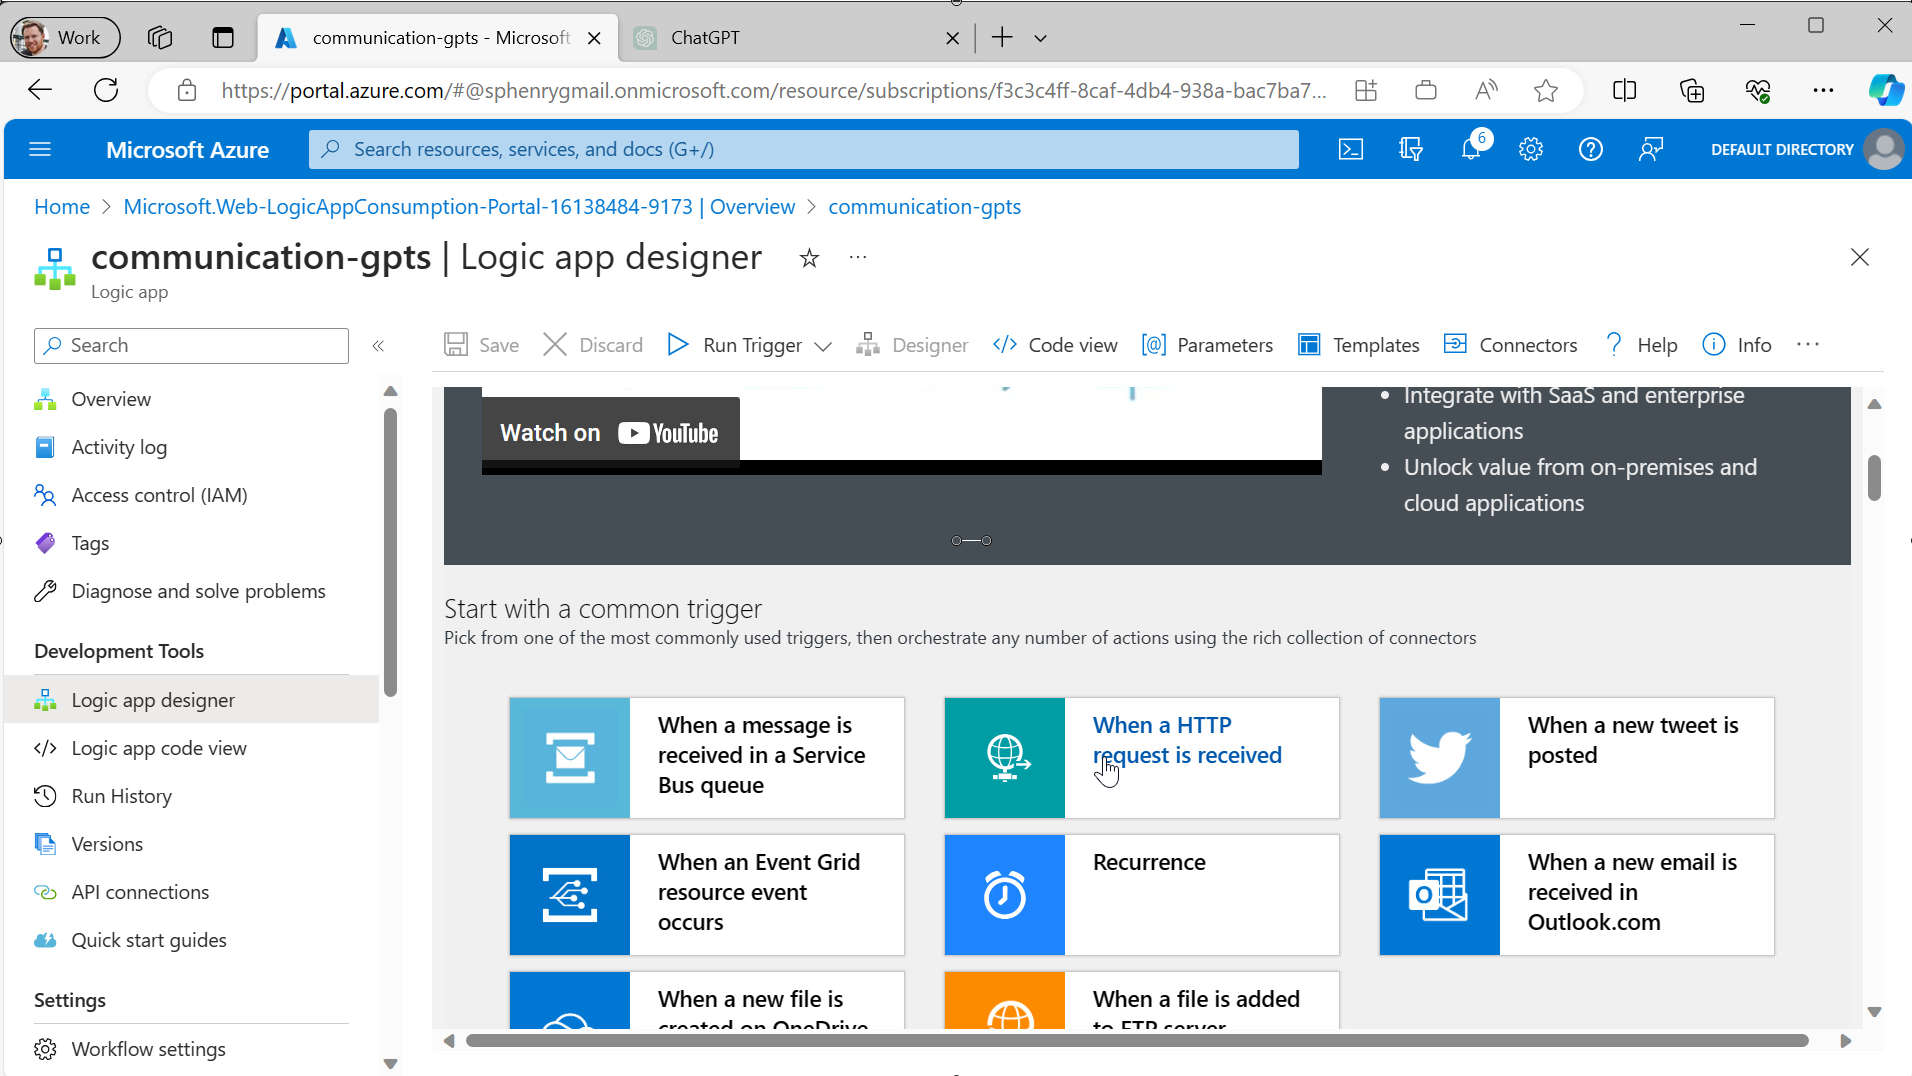 Work
communication-gpts - Microsoft
ChatGPT
https://portal.azure.com/#@sphenrygmail.onmicrosoft.com/resource/subscriptions/f3c3c4ff-8caf-4db4-938a-bac7ba7...
Microsoft Azure
Search resources, services, and docs (G+/)
6
DEFAULT DIRECTORY
Home > Microsoft.Web-LogicAppConsumption-Portal-16138484-9173 | Overview > communication-gpts
communication-gpts | Logic app designer
Logic app
Search
Save
Discard
Run Trigger
Designer
Code view
Parameters
Templates
Connectors
Help
Info
Overview
Activity log
Access control (IAM)
Tags
Diagnose and solve problems
Development Tools
Logic app designer
Logic app code view
Run History
Versions
API connections
Quick start guides
Settings
Workflow settings
Watch on YouTube
• Integrate with SaaS and enterprise
applications
• Unlock value from on-premises and
cloud applications
Start with a common trigger
Pick from one of the most commonly used triggers, then orchestrate any number of actions using the rich collection of connectors
When a message is
received in a Service
Bus queue
When a HTTP
request is received
When a new tweet is
posted
When an Event Grid
resource event
occurs
Recurrence
When a new email is
received in
Outlook.com
When a new file is
created on OneDrive
When a file is added
to FTP server